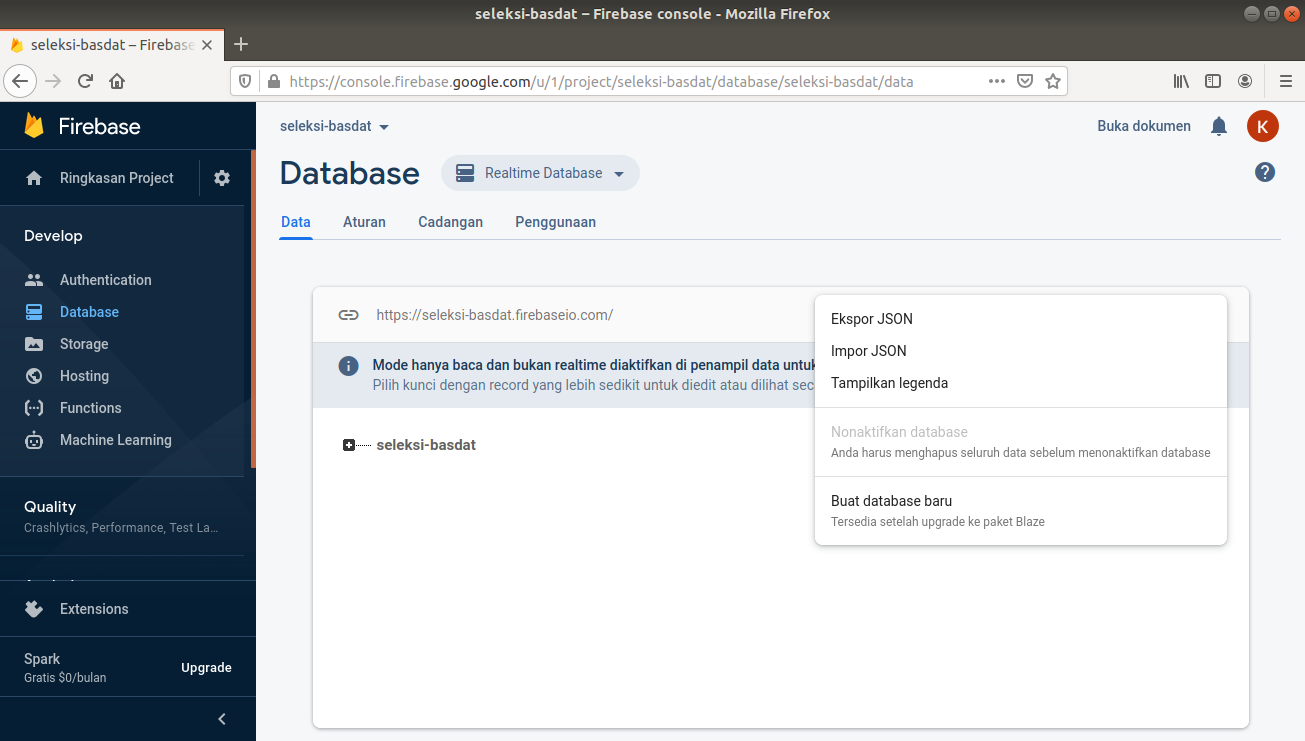 seleksi-basdat – Firebase console - Mozilla Firefox
seleksi-basdat – Firebase
https://console.firebase.google.com/u/1/project/seleksi-basdat/database/seleksi-basdat/data
Firebase
Ringkasan Project
Develop
Authentication
Database
Storage
Hosting
Functions
Machine Learning
Quality
Crashlytics, Performance, Test La...
Extensions
Spark
Gratis $0/bulan
Upgrade
seleksi-basdat
Buka dokumen
K
Database
Realtime Database
Data
Aturan
Cadangan
Penggunaan
https://seleksi-basdat.firebaseio.com/
Mode hanya baca dan bukan realtime diaktifkan di penampil data untuk
Pilih kunci dengan record yang lebih sedikit untuk diedit atau dilihat
seleksi-basdat
Ekspor JSON
Impor JSON
Tampilkan legenda
Nonaktifkan database
Anda harus menghapus seluruh data sebelum menonaktifkan database
Buat database baru
Tersedia setelah upgrade ke paket Blaze